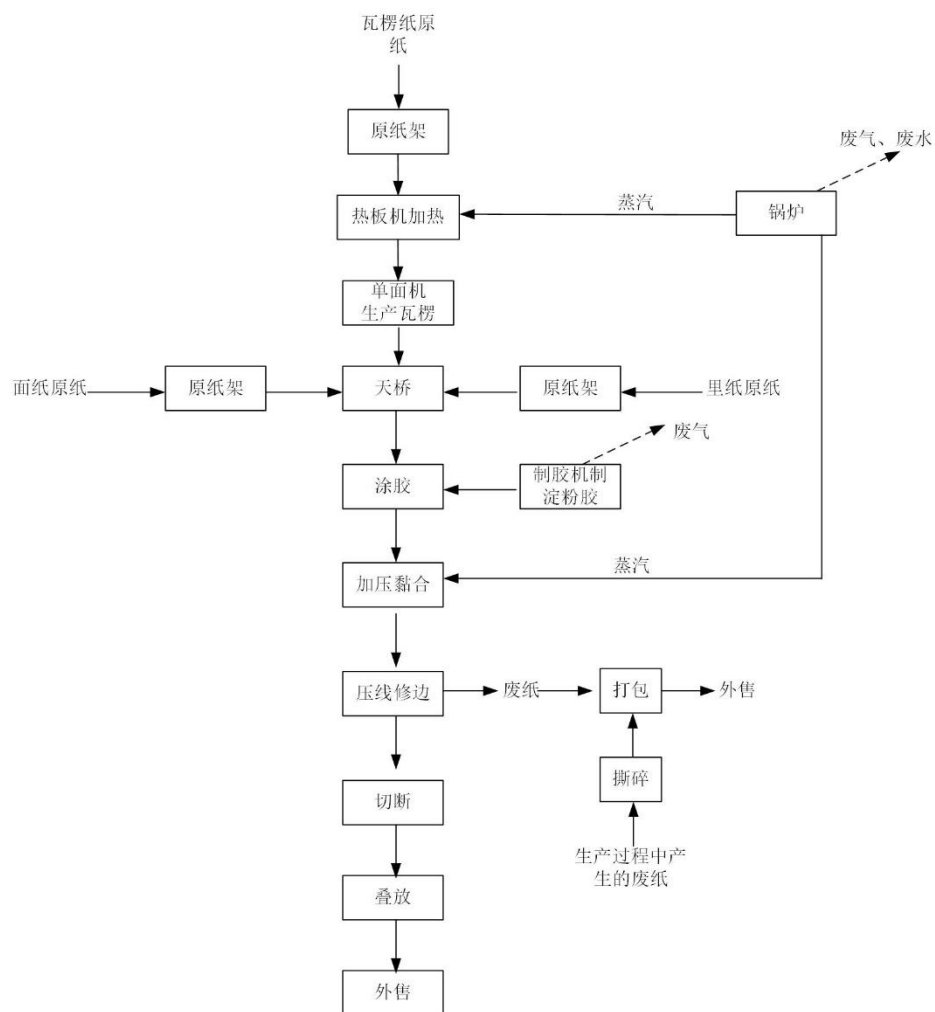 瓦楞纸原
纸
原纸架
废气、废水
热板机加热
蒸汽
锅炉
单面机
生产瓦楞
面纸原纸
原纸架
天桥
原纸架
里纸原纸
废气
涂胶
制胶机制
淀粉胶
加压黏合
蒸汽
压线修边
废纸
打包
外售
撕碎
切断
生产过程中产
生的废纸
叠放
外售